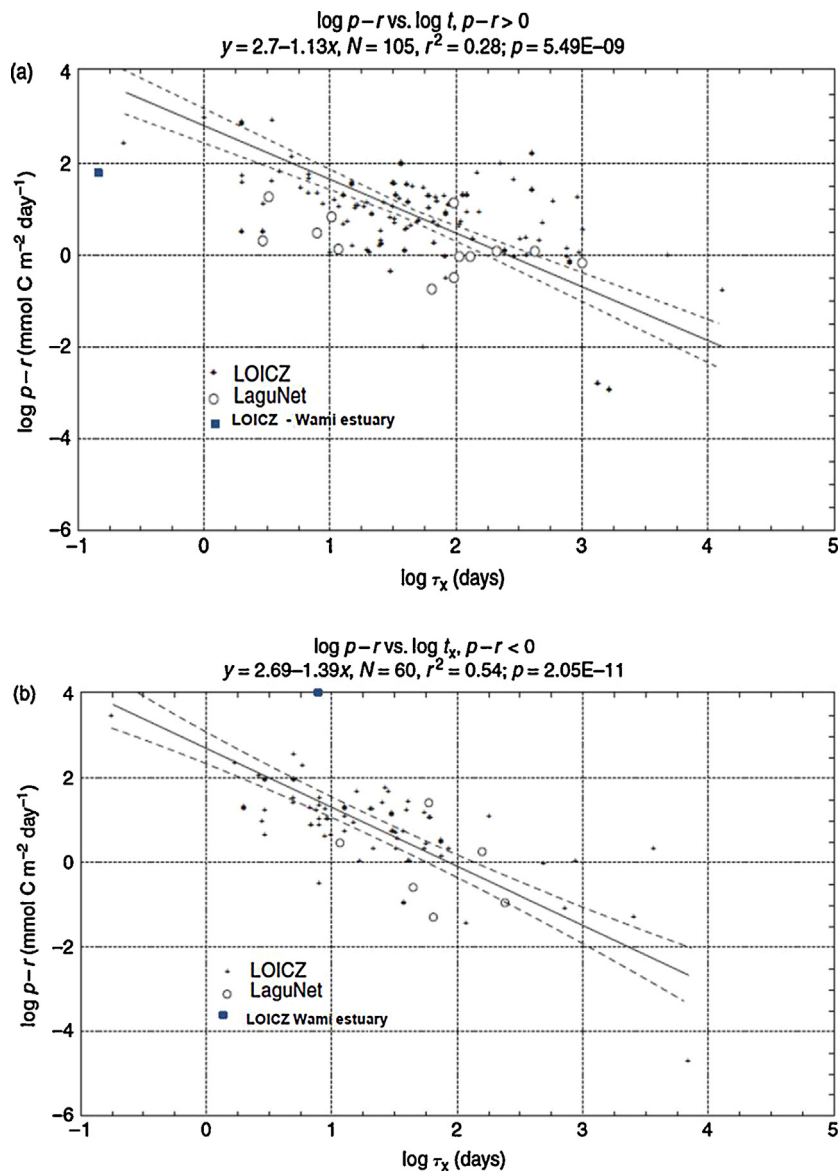 log p–r vs. log t, p–r > 0
y = 2.7–1.13x, N = 105, r² = 0.28; p = 5.49E–09
(a)
4
2
0
−2
−4
−6
log p–r (mmol C m⁻² day⁻¹)
LOICZ
LaguNet
LOICZ - Wami estuary
−1 0 1 2 3 4 5
log τx (days)
log p–r vs. log tx, p–r < 0
y = 2.69–1.39x, N = 60, r² = 0.54; p = 2.05E–11
(b)
4
2
0
−2
−4
−6
log p–r (mmol C m⁻² day⁻¹)
LOICZ
LaguNet
LOICZ Wami estuary
−1 0 1 2 3 4 5
log τx (days)